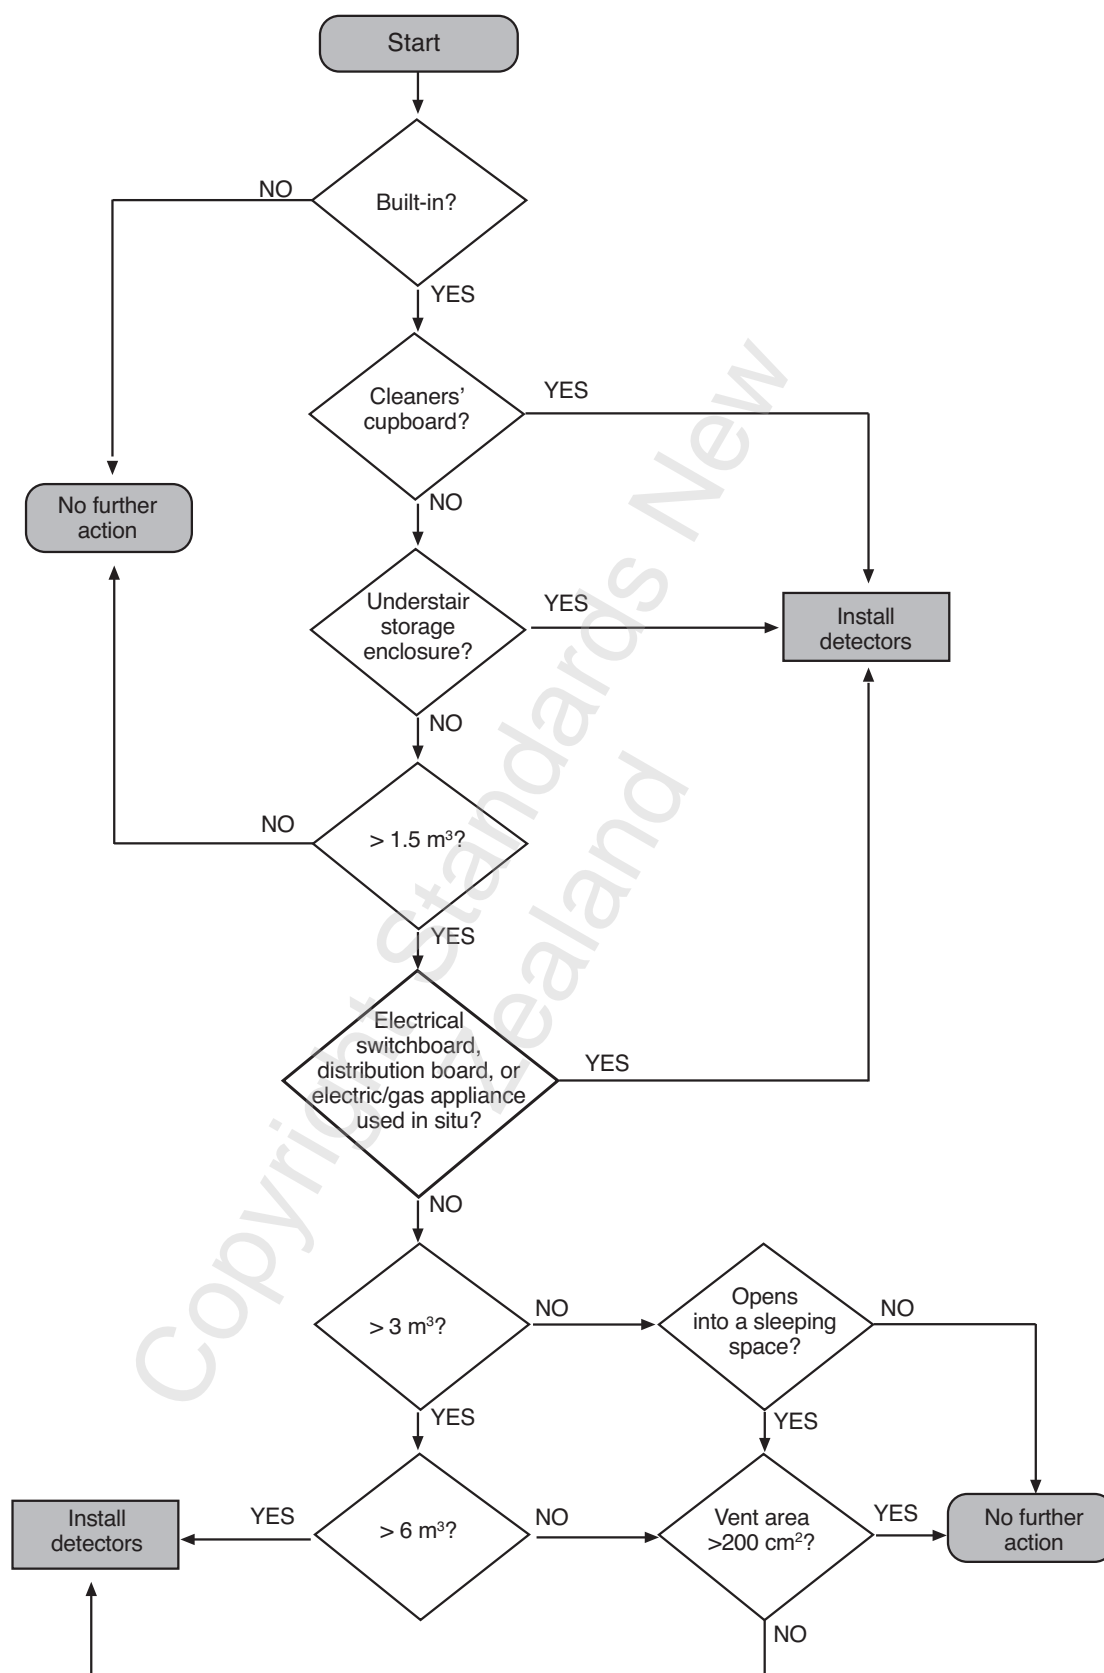 Start
Built-in?
NO
YES
Cleaners’
cupboard?
YES
NO
No further
action
Understair
storage
enclosure?
YES
Install
detectors
NO
> 1.5 m³?
NO
YES
Electrical
switchboard,
distribution board, or
electric/gas appliance
used in situ?
YES
NO
> 3 m³?
NO
Opens
into a sleeping
space?
NO
YES
YES
Install
detectors
YES
> 6 m³?
NO
Vent area
>200 cm²?
YES
No further
action
NO
Copyright Standards New
Zealand